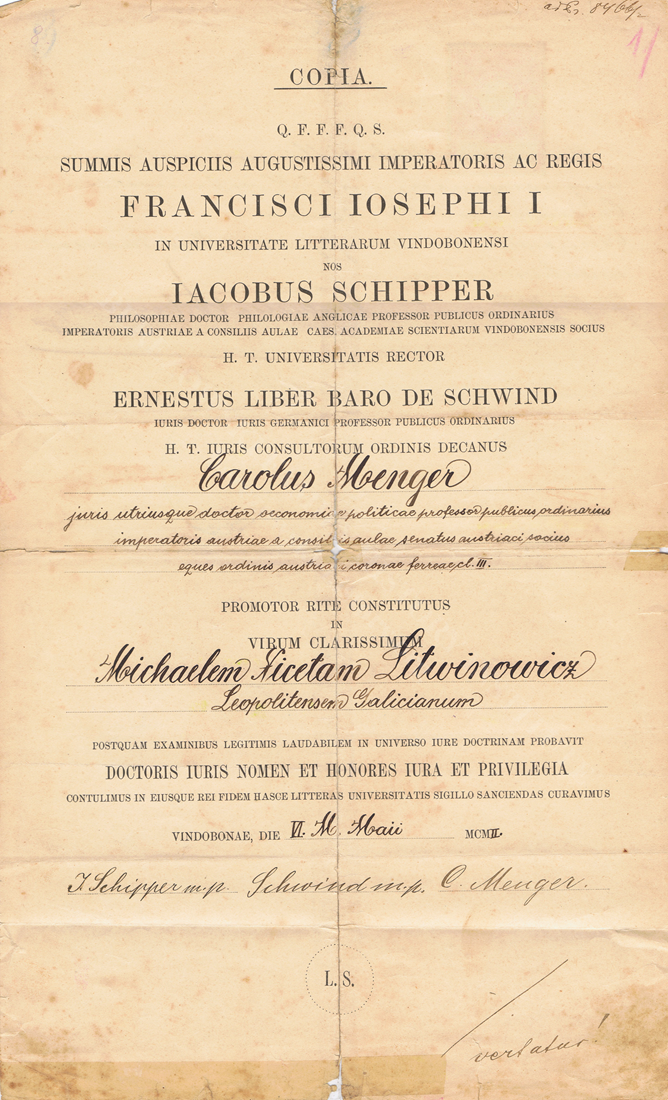 ad Ex. 8466/2
1/
COPIA.
Q. F. F. F. Q. S.
SUMMIS AUSPICIIS AUGUSTISSIMI IMPERATORIS AC REGIS
FRANCISCI IOSEPHI I
IN UNIVERSITATE LITTERARUM VINDOBONENSI
NOS
IACOBUS SCHIPPER
PHILOSOPHIAE DOCTOR PHILOLOGIAE ANGLICAE PROFESSOR PUBLICUS ORDINARIUS
IMPERATORIS AUSTRIAE A CONSILIIS AULAE CAES. ACADEMIAE SCIENTIARUM VINDOBONENSIS SOCIUS
H. T. UNIVERSITATIS RECTOR
ERNESTUS LIBER BARO DE SCHWIND
IURIS DOCTOR IURIS GERMANICI PROFESSOR PUBLICUS ORDINARIUS
H. T. IURIS CONSULTORUM ORDINIS DECANUS
Carolus Menger
juris utriusque doctor oeconomiae politicae professor publicus ordinarius
imperatoris austriae a consiliis aulae senatus austriaci socius
eques ordinis austriaci coronae ferreae, cl. III.
PROMOTOR RITE CONSTITUTUS
IN
VIRUM CLARISSIMUM
Michaelem Nicetam Litwinowicz
Leopolitensem Galicianum
POSTQUAM EXAMINIBUS LEGITIMIS LAUDABILEM IN UNIVERSO IURE DOCTRINAM PROBAVIT
DOCTORIS IURIS NOMEN ET HONORES IURA ET PRIVILEGIA
CONTULIMUS IN EIUSQUE REI FIDEM HASCE LITTERAS UNIVERSITATIS SIGILLO SANCIENDAS CURAVIMUS
VINDOBONAE, DIE VI. M. Maii MCMII.
J. Schipper m. p. Schwind m. p. C. Menger.
L. S.
vertatur!